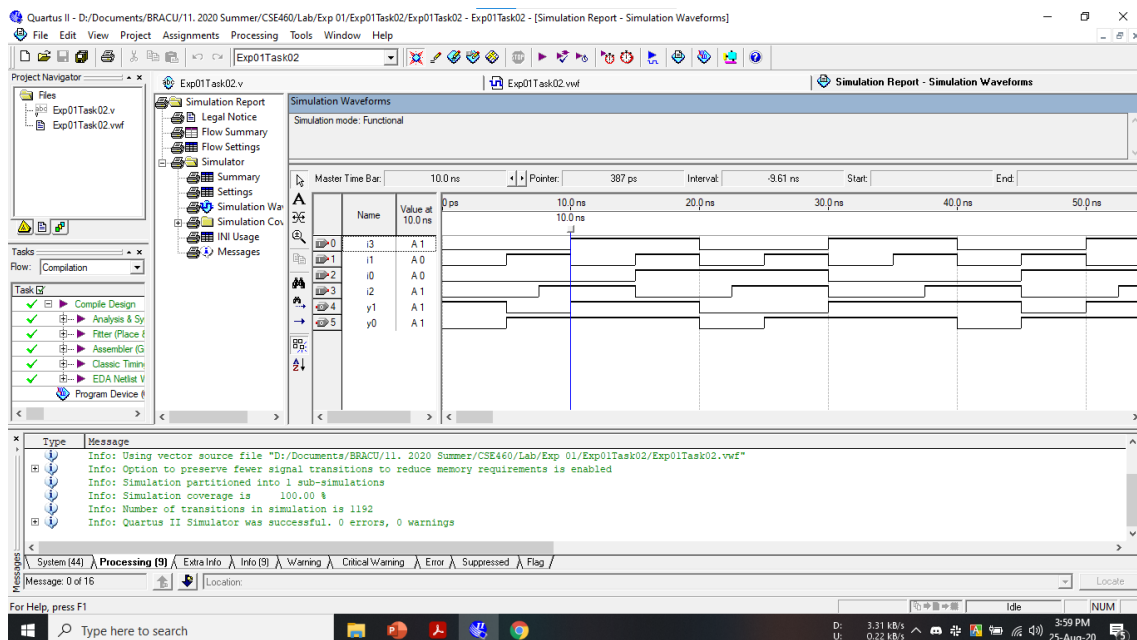 Quartus II - D:/Documents/BRACU/11. 2020 Summer/CSE460/Lab/Exp 01/Exp01Task02/Exp01Task02 - Exp01Task02 - [Simulation Report - Simulation Waveforms]
File Edit View Project Assignments Processing Tools Window Help
Exp01Task02
Project Navigator
Files
Exp01Task02.v
Exp01Task02.vwf
Exp01Task02.v
Exp01Task02.vwf
Simulation Report - Simulation Waveforms
Simulation Report
Legal Notice
Flow Summary
Flow Settings
Simulator
Summary
Settings
Simulation Wav
Simulation Cov
INI Usage
Messages
Simulation Waveforms
Simulation mode: Functional
Master Time Bar: 10.0 ns Pointer: 387 ps Interval: -9.61 ns Start: End:
Name Value at 10.0 ns
0 ps 10.0 ns 20.0 ns 30.0 ns 40.0 ns 50.0 ns
10.0 ns
0 i3 A 1
1 i1 A 0
2 i0 A 0
3 i2 A 1
4 y1 A 1
5 y0 A 1
Tasks
Flow: Compilation
Task
Compile Design
Analysis & Sy
Fitter (Place &
Assembler (G
Classic Timin
EDA Netlist W
Program Device (
Type Message
Info: Using vector source file "D:/Documents/BRACU/11. 2020 Summer/CSE460/Lab/Exp 01/Exp01Task02/Exp01Task02.vwf"
Info: Option to preserve fewer signal transitions to reduce memory requirements is enabled
Info: Simulation partitioned into 1 sub-simulations
Info: Simulation coverage is 100.00 %
Info: Number of transitions in simulation is 1192
Info: Quartus II Simulator was successful. 0 errors, 0 warnings
Messages
System (44) Processing (9) Extra Info Info (9) Warning Critical Warning Error Suppressed Flag
Message: 0 of 16 Location: Locate
For Help, press F1 Idle NUM
Type here to search
D: 3.31 kB/s
U: 0.22 kB/s
3:59 PM
25-Aug-20
5